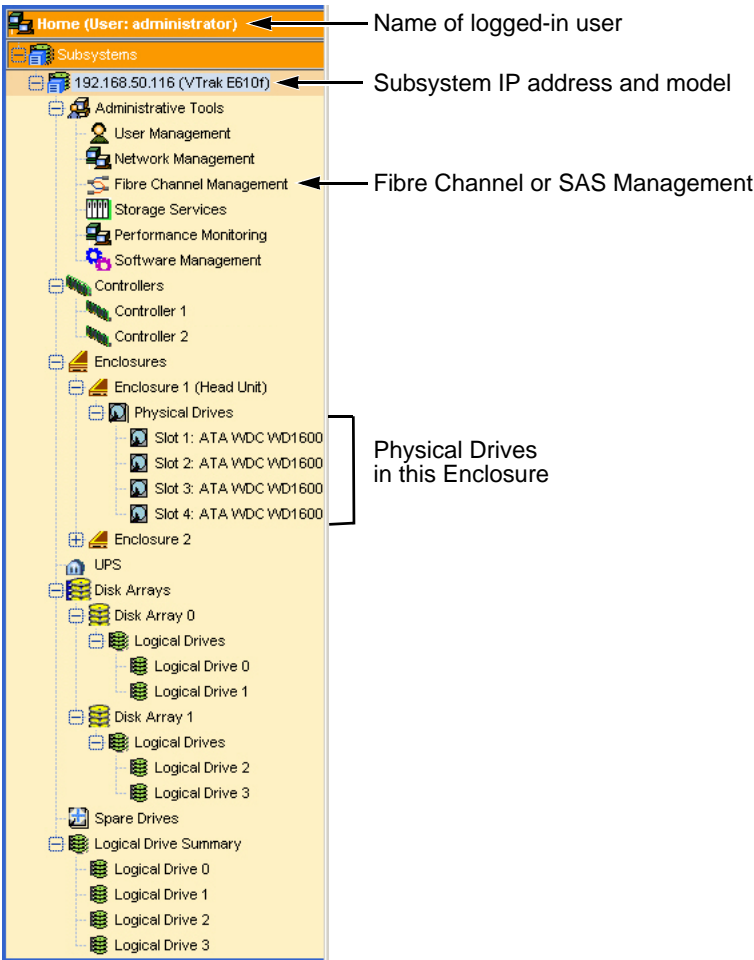 Home (User: administrator)
Name of logged-in user
Subsystems
192.168.50.116 (VTrak E610f)
Subsystem IP address and model
Administrative Tools
User Management
Network Management
Fibre Channel Management
Fibre Channel or SAS Management
Storage Services
Performance Monitoring
Software Management
Controllers
Controller 1
Controller 2
Enclosures
Enclosure 1 (Head Unit)
Physical Drives
Slot 1: ATA WDC WD1600
Slot 2: ATA WDC WD1600
Slot 3: ATA WDC WD1600
Slot 4: ATA WDC WD1600
Physical Drives
in this Enclosure
Enclosure 2
UPS
Disk Arrays
Disk Array 0
Logical Drives
Logical Drive 0
Logical Drive 1
Disk Array 1
Logical Drives
Logical Drive 2
Logical Drive 3
Spare Drives
Logical Drive Summary
Logical Drive 0
Logical Drive 1
Logical Drive 2
Logical Drive 3